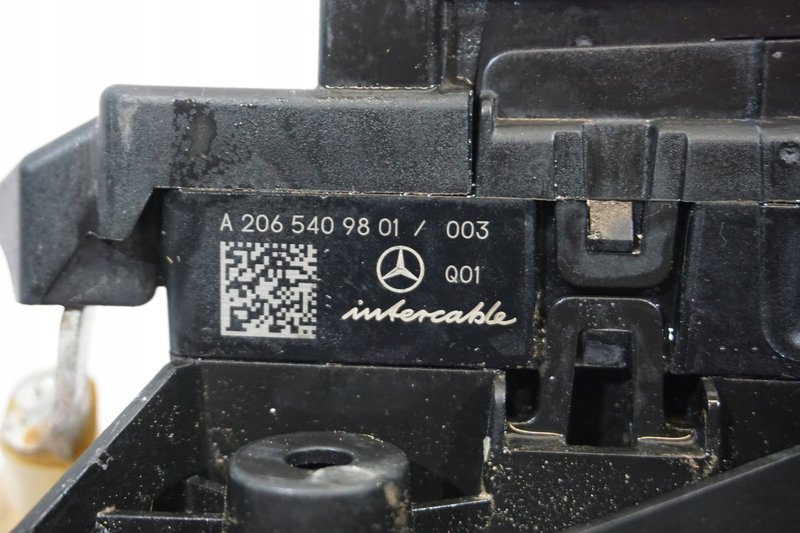 A 206 540 98 01 / 003
Q01
intercable